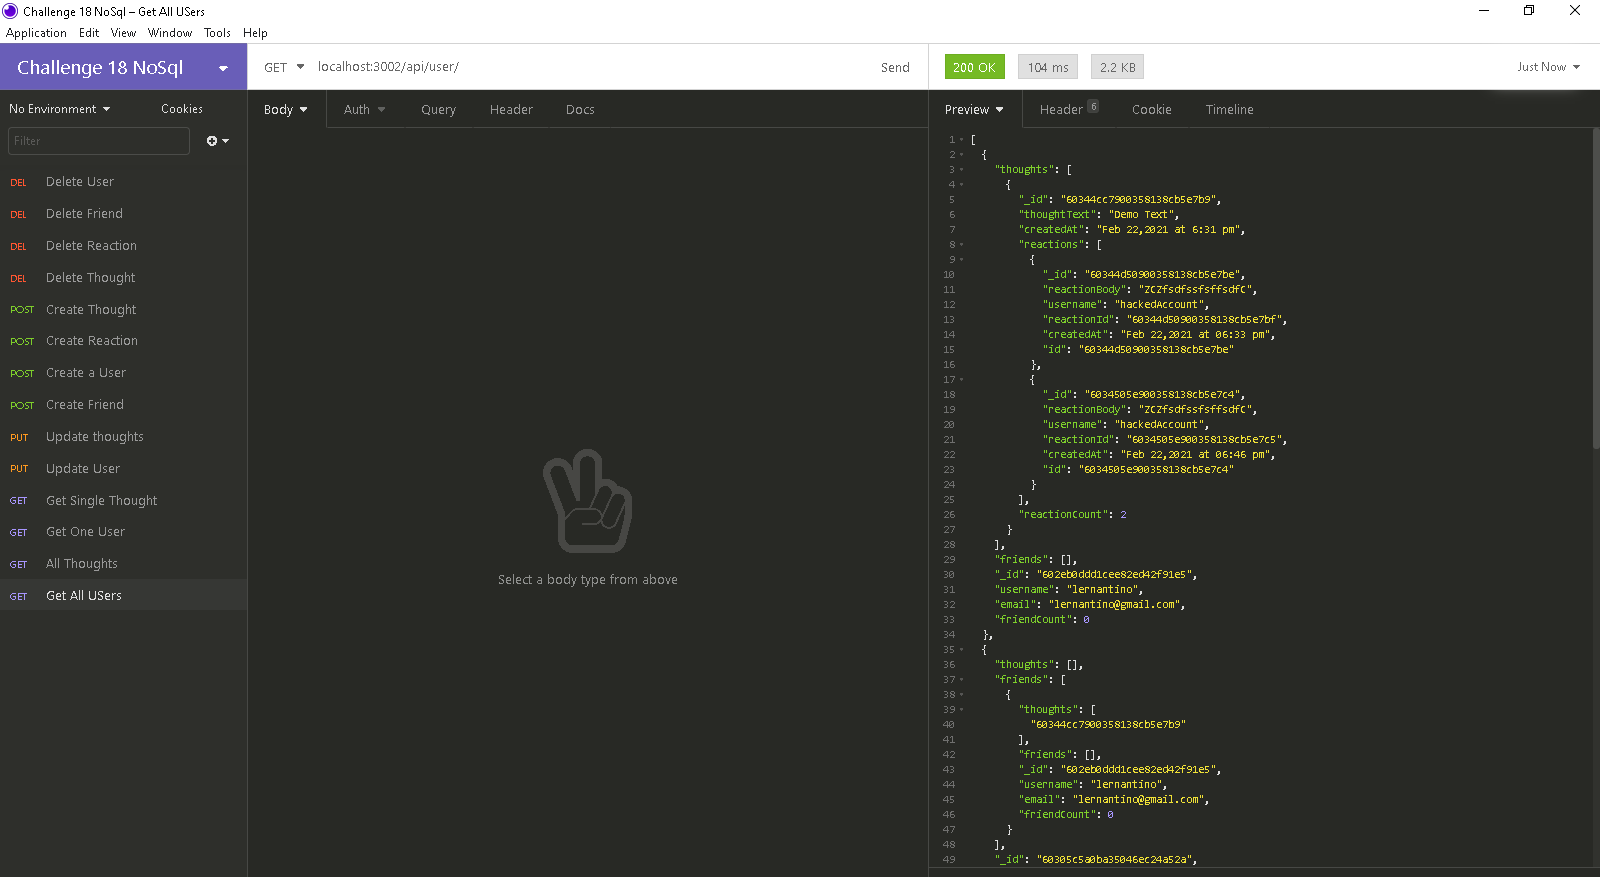 Challenge 18 NoSql – Get All USers
Application Edit View Window Tools Help
Challenge 18 NoSql
GET localhost:3002/api/user/ Send
200 OK 104 ms 2.2 KB Just Now
No Environment Cookies
Body Auth Query Header Docs
Preview Header 6 Cookie Timeline
Filter
DEL Delete User
DEL Delete Friend
DEL Delete Reaction
DEL Delete Thought
POST Create Thought
POST Create Reaction
POST Create a User
POST Create Friend
PUT Update thoughts
PUT Update User
GET Get Single Thought
GET Get One User
GET All Thoughts
GET Get All USers
Select a body type from above
1 [
2 {
3 "thoughts": [
4 {
5 "_id": "60344cc7900358138cb5e7b9",
6 "thoughtText": "Demo Text",
7 "createdAt": "Feb 22,2021 at 6:31 pm",
8 "reactions": [
9 {
10 "_id": "60344d50900358138cb5e7be",
11 "reactionBody": "ZCZfsdfssfsffsdfC",
12 "username": "hackedAccount",
13 "reactionId": "60344d50900358138cb5e7bf",
14 "createdAt": "Feb 22,2021 at 06:33 pm",
15 "id": "60344d50900358138cb5e7be"
16 },
17 {
18 "_id": "6034505e900358138cb5e7c4",
19 "reactionBody": "ZCZfsdfssfsffsdfC",
20 "username": "hackedAccount",
21 "reactionId": "6034505e900358138cb5e7c5",
22 "createdAt": "Feb 22,2021 at 06:46 pm",
23 "id": "6034505e900358138cb5e7c4"
24 }
25 ],
26 "reactionCount": 2
27 }
28 ],
29 "friends": [],
30 "_id": "602eb0ddd1cee82ed42f91e5",
31 "username": "lernantino",
32 "email": "lernantino@gmail.com",
33 "friendCount": 0
34 },
35 {
36 "thoughts": [],
37 "friends": [
38 {
39 "thoughts": [
40 "60344cc7900358138cb5e7b9"
41 ],
42 "friends": [],
43 "_id": "602eb0ddd1cee82ed42f91e5",
44 "username": "lernantino",
45 "email": "lernantino@gmail.com",
46 "friendCount": 0
47 }
48 ],
49 "_id": "60305c5a0ba35046ec24a52a",